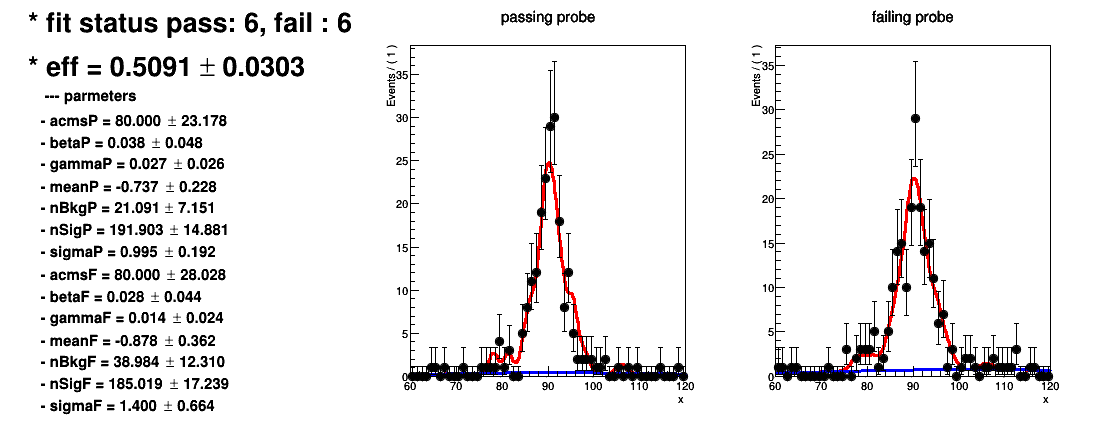 * fit status pass: 6, fail : 6
* eff = 0.5091 ± 0.0303
--- parmeters
- acmsP = 80.000 ± 23.178
- betaP = 0.038 ± 0.048
- gammaP = 0.027 ± 0.026
- meanP = -0.737 ± 0.228
- nBkgP = 21.091 ± 7.151
- nSigP = 191.903 ± 14.881
- sigmaP = 0.995 ± 0.192
- acmsF = 80.000 ± 28.028
- betaF = 0.028 ± 0.044
- gammaF = 0.014 ± 0.024
- meanF = -0.878 ± 0.362
- nBkgF = 38.984 ± 12.310
- nSigF = 185.019 ± 17.239
- sigmaF = 1.400 ± 0.664
passing probe
Events / ( 1 )
35
30
25
20
15
10
5
0
60 70 80 90 100 110 120
x
failing probe
Events / ( 1 )
35
30
25
20
15
10
5
0
60 70 80 90 100 110 120
x